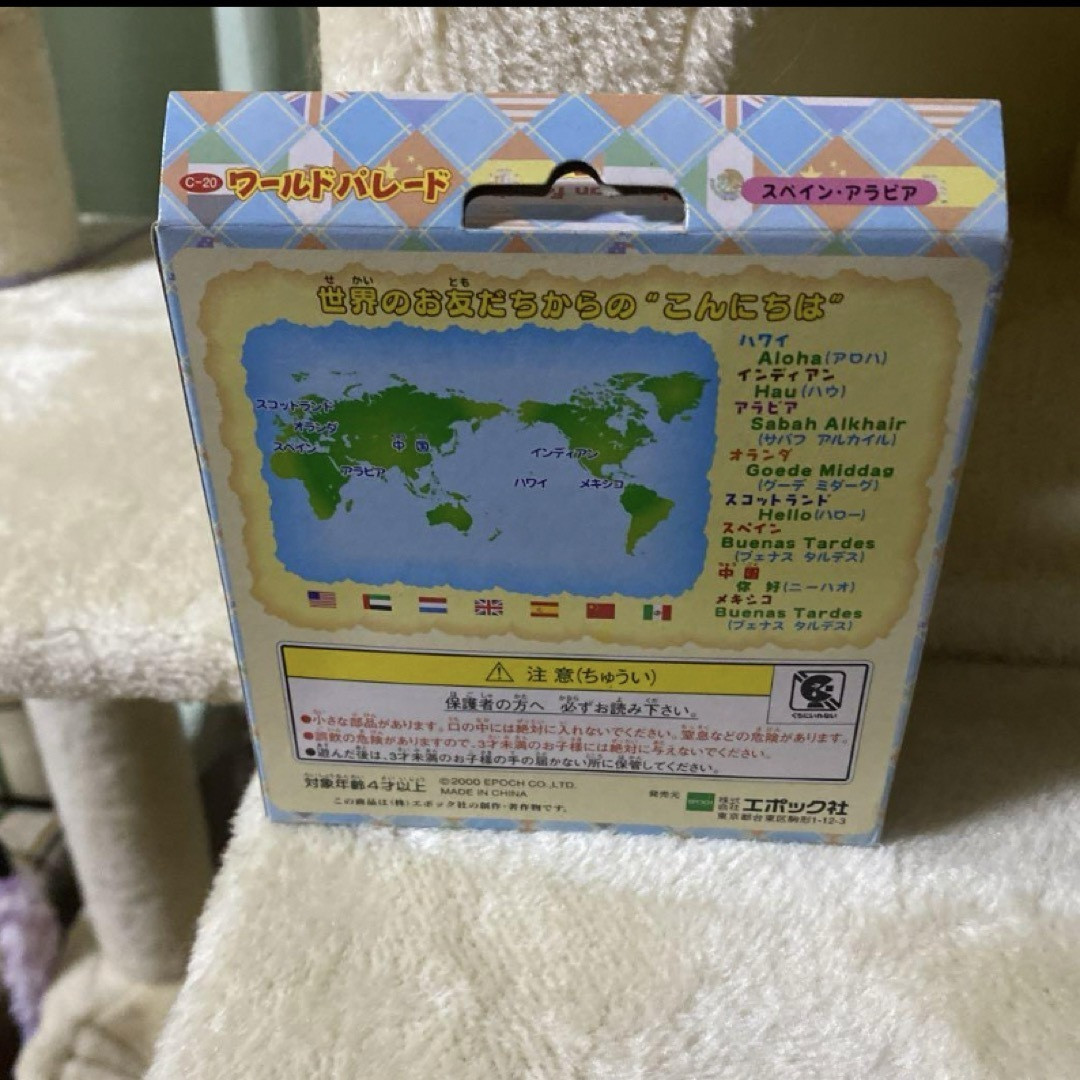 C-20 ワールドパレード
スペイン・アラビア
世界のお友だちからの“こんにちは”
せ かい とも
ハワイ
Aloha(アロハ)
インディアン
Hau(ハウ)
アラビア
Sabah Alkhair
(サバフ アルカイル)
オランダ
Goede Middag
(グーデ ミダーグ)
スコットランド
Hello(ハロー)
スペイン
Buenas Tardes
(ブェナス タルデス)
中国
你好(ニーハオ)
メキシコ
Buenas Tardes
(ブェナス タルデス)
スコットランド
オランダ
スペイン
アラビア
中国
インディアン
ハワイ
メキシコ
注意(ちゅうい)
保護者の方へ 必ずお読み下さい。
●小さな部品があります。口の中には絶対に入れないでください。窒息などの危険があります。
●誤飲の危険がありますので、3才未満のお子様には絶対に与えないでください。
●遊んだ後は、3才未満のお子様の手の届かない所に保管してください。
くちにいれない
対象年齢4才以上
©2000 EPOCH CO.,LTD.
MADE IN CHINA
この商品は(株)エポック社の創作・著作物です。
発売元 EPOCH 株式会社 エポック社
東京都台東区駒形1-12-3